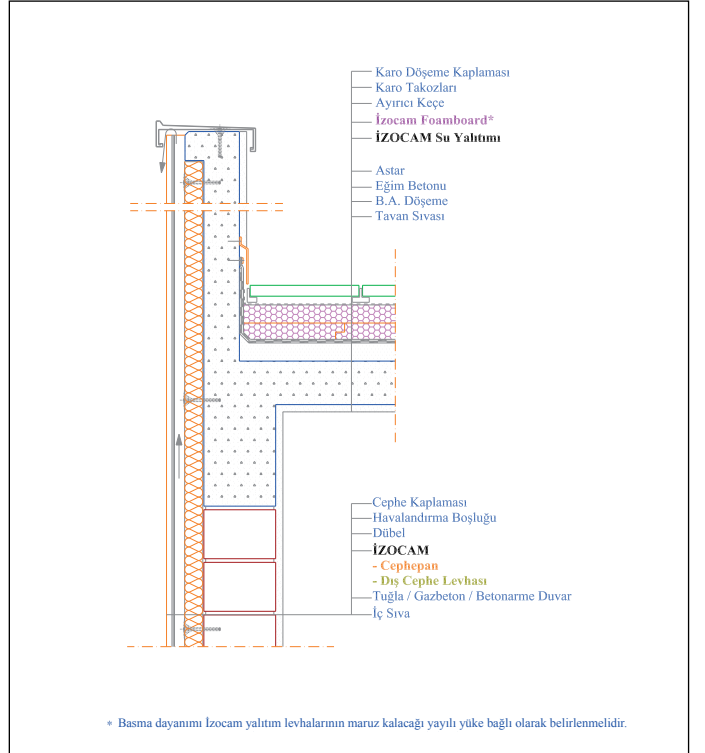 Karo Döşeme Kaplaması
Karo Takozları
Ayırıcı Keçe
İzocam Foamboard*
İZOCAM Su Yalıtımı
Astar
Eğim Betonu
B.A. Döşeme
Tavan Sıvası
Cephe Kaplaması
Havalandırma Boşluğu
Dübel
İZOCAM
- Cephepan
- Dış Cephe Levhası
Tuğla / Gazbeton / Betonarme Duvar
İç Sıva
* Basma dayanımı İzocam yalıtım levhalarının maruz kalacağı yayılı yüke bağlı olarak belirlenmelidir.